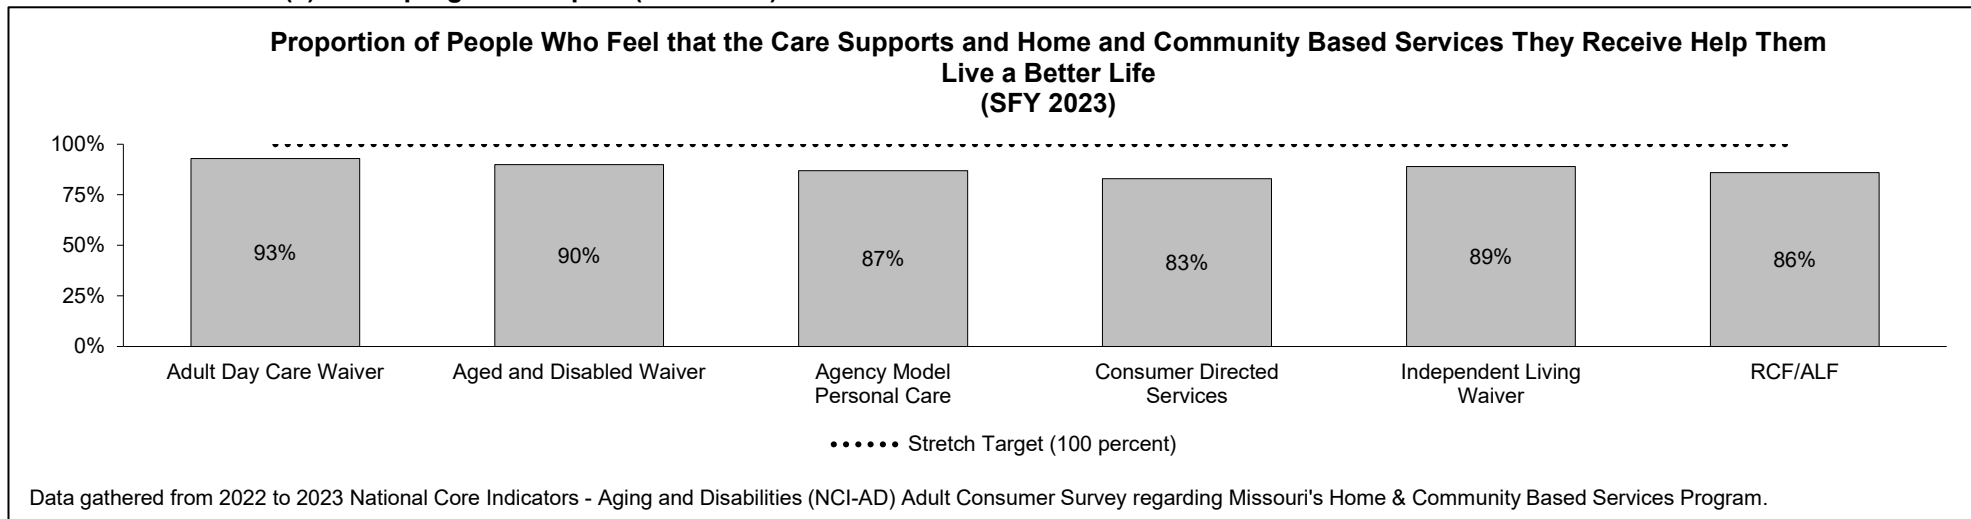 Proportion of People Who Feel that the Care Supports and Home and Community Based Services They Receive Help Them
Live a Better Life
(SFY 2023)
100%
75%
50%
25%
0%
93%
90%
87%
83%
89%
86%
Adult Day Care Waiver
Aged and Disabled Waiver
Agency Model
Personal Care
Consumer Directed
Services
Independent Living
Waiver
RCF/ALF
Stretch Target (100 percent)
Data gathered from 2022 to 2023 National Core Indicators - Aging and Disabilities (NCI-AD) Adult Consumer Survey regarding Missouri's Home & Community Based Services Program.